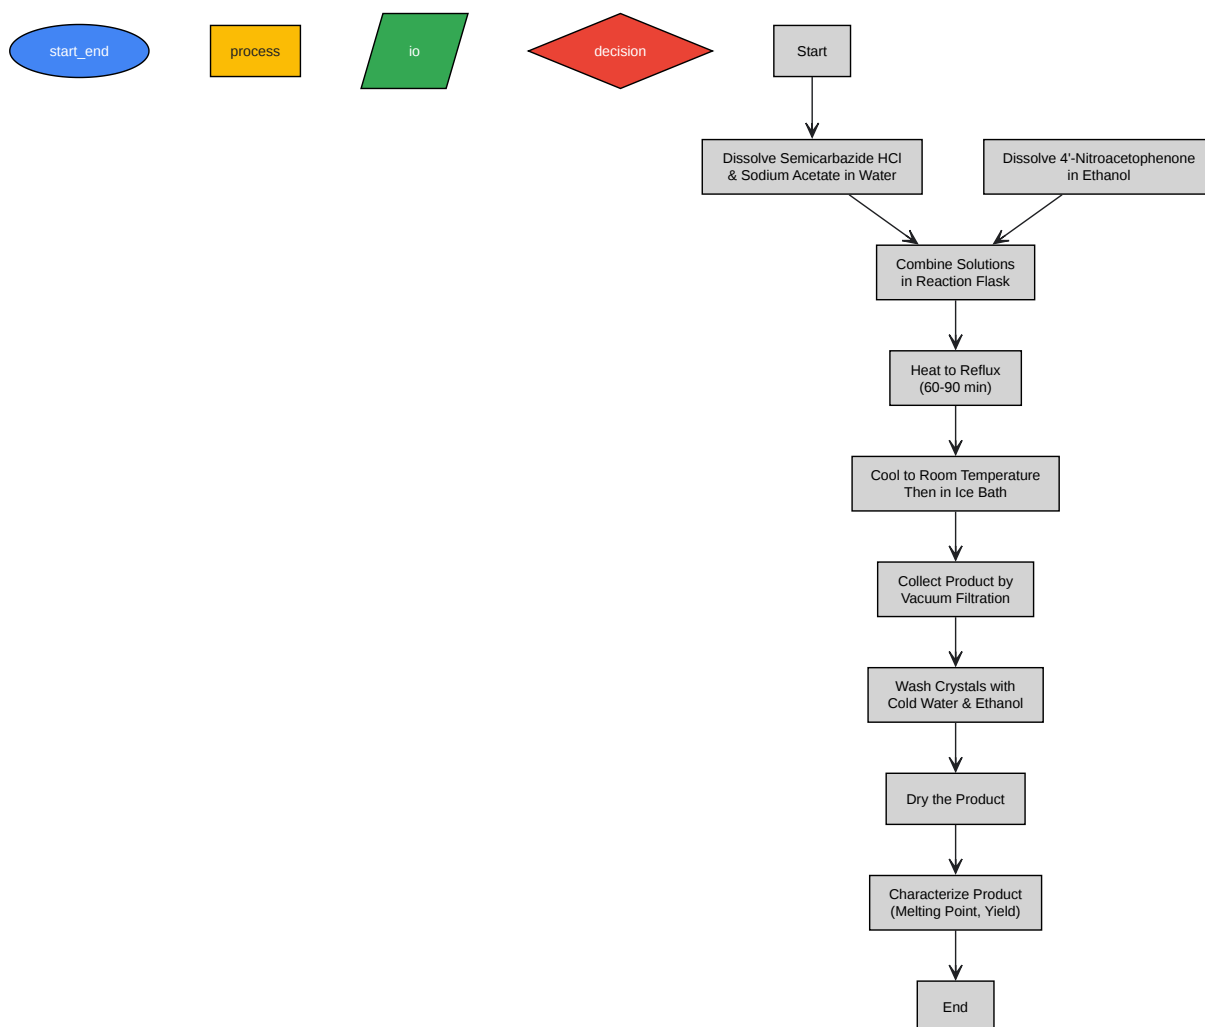 start_end
process
io
decision
Start
Dissolve Semicarbazide HCl
& Sodium Acetate in Water
Dissolve 4'-Nitroacetophenone
in Ethanol
Combine Solutions
in Reaction Flask
Heat to Reflux
(60-90 min)
Cool to Room Temperature
Then in Ice Bath
Collect Product by
Vacuum Filtration
Wash Crystals with
Cold Water & Ethanol
Dry the Product
Characterize Product
(Melting Point, Yield)
End